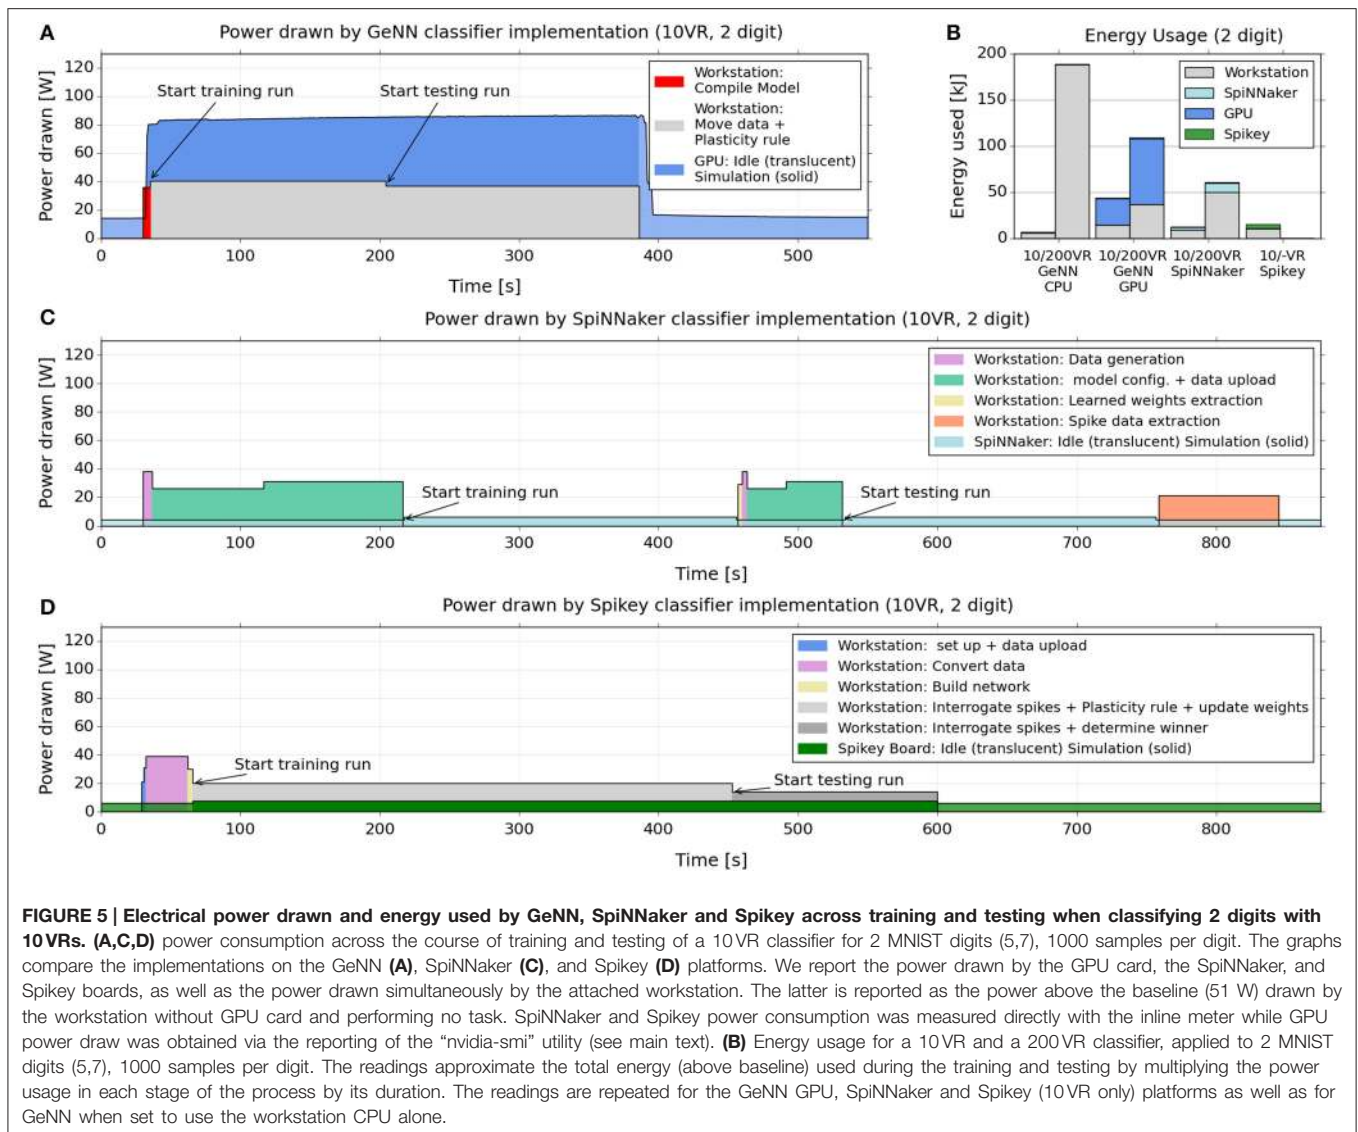 A
Power drawn by GeNN classifier implementation (10VR, 2 digit)
Power drawn [W]
120
100
80
60
40
20
0
Start training run
Start testing run
Workstation:
Compile Model
Workstation:
Move data +
Plasticity rule
GPU: Idle (translucent)
Simulation (solid)
0
100
200
300
400
500
Time [s]
B
Energy Usage (2 digit)
Energy used [kJ]
200
150
100
50
0
Workstation
SpiNNaker
GPU
Spikey
10/200VR
GeNN
CPU
10/200VR
GeNN
GPU
10/200VR
SpiNNaker
10/-VR
Spikey
C
Power drawn by SpiNNaker classifier implementation (10VR, 2 digit)
Power drawn [W]
120
100
80
60
40
20
0
Workstation: Data generation
Workstation: model config. + data upload
Workstation: Learned weights extraction
Workstation: Spike data extraction
SpiNNaker: Idle (translucent) Simulation (solid)
Start training run
Start testing run
0
100
200
300
400
500
600
700
800
Time [s]
D
Power drawn by Spikey classifier implementation (10VR, 2 digit)
Power drawn [W]
120
100
80
60
40
20
0
Workstation: set up + data upload
Workstation: Convert data
Workstation: Build network
Workstation: Interrogate spikes + Plasticity rule + update weights
Workstation: Interrogate spikes + determine winner
Spikey Board: Idle (translucent) Simulation (solid)
Start training run
Start testing run
0
100
200
300
400
500
600
700
800
Time [s]
FIGURE 5 | Electrical power drawn and energy used by GeNN, SpiNNaker and Spikey across training and testing when classifying 2 digits with
10 VRs. (A,C,D) power consumption across the course of training and testing of a 10 VR classifier for 2 MNIST digits (5,7), 1000 samples per digit. The graphs
compare the implementations on the GeNN (A), SpiNNaker (C), and Spikey (D) platforms. We report the power drawn by the GPU card, the SpiNNaker, and
Spikey boards, as well as the power drawn simultaneously by the attached workstation. The latter is reported as the power above the baseline (51 W) drawn by
the workstation without GPU card and performing no task. SpiNNaker and Spikey power consumption was measured directly with the inline meter while GPU
power draw was obtained via the reporting of the “nvidia-smi” utility (see main text). (B) Energy usage for a 10 VR and a 200 VR classifier, applied to 2 MNIST
digits (5,7), 1000 samples per digit. The readings approximate the total energy (above baseline) used during the training and testing by multiplying the power
usage in each stage of the process by its duration. The readings are repeated for the GeNN GPU, SpiNNaker and Spikey (10 VR only) platforms as well as for
GeNN when set to use the workstation CPU alone.